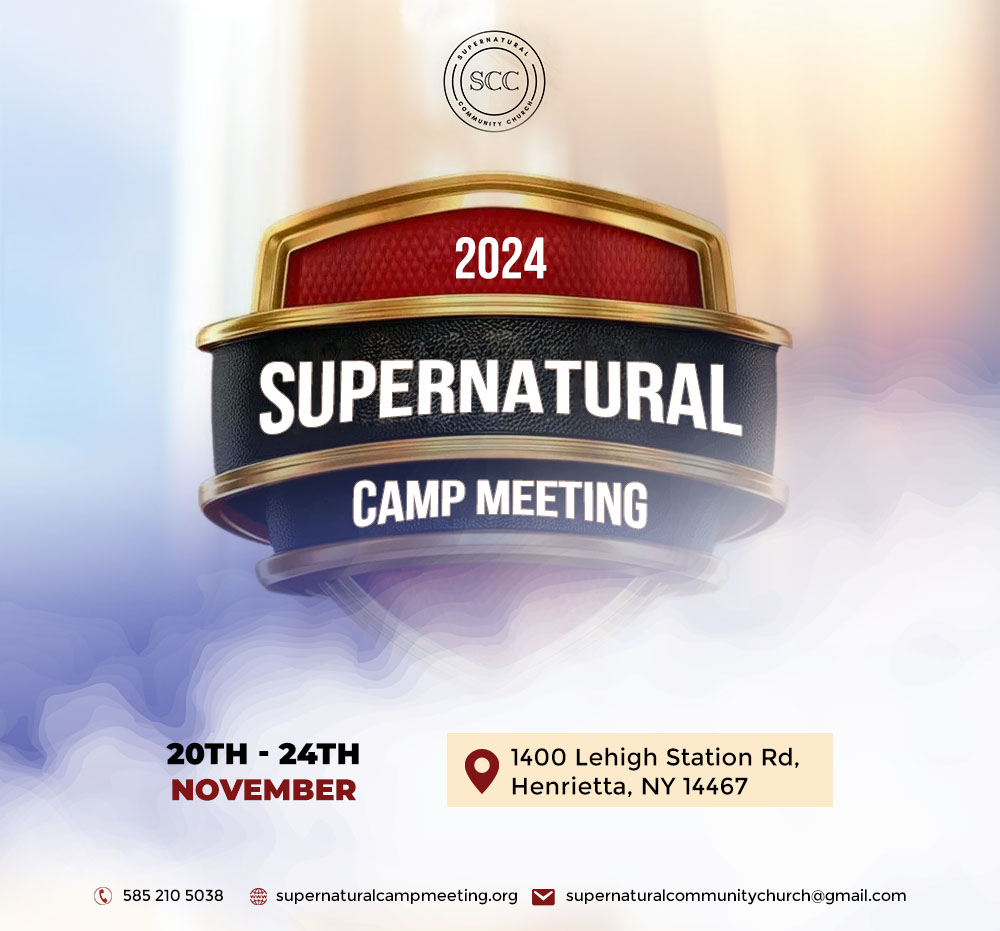 SUPERNATURAL
SCC
COMMUNITY CHURCH
2024
SUPERNATURAL
CAMP MEETING
20TH - 24TH
NOVEMBER
1400 Lehigh Station Rd,
Henrietta, NY 14467
585 210 5038
supernaturalcampmeeting.org
supernaturalcommunitychurch@gmail.com